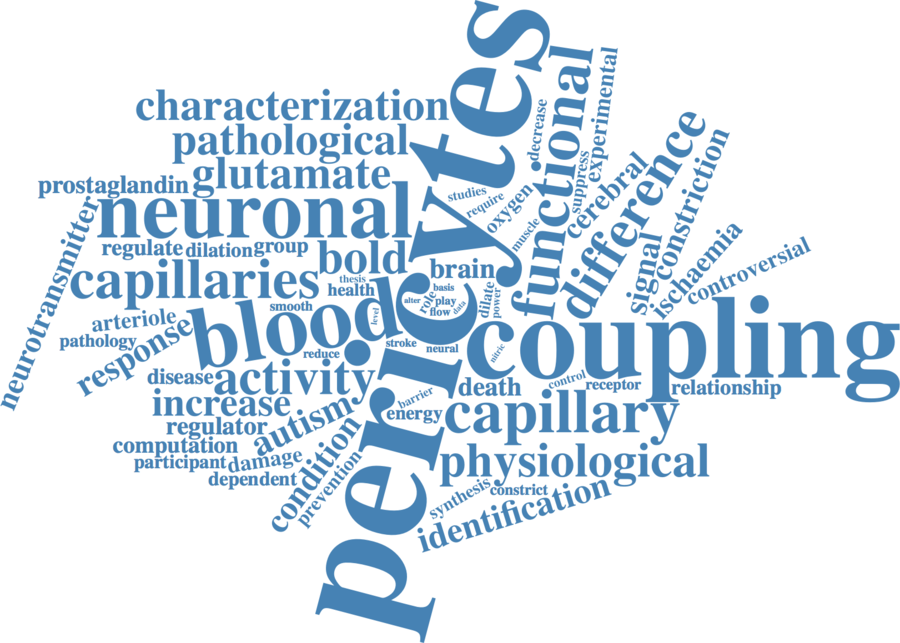 pericytes
coupling
blood
neuronal
functional
difference
capillary
capillaries
physiological
characterization
pathological
glutamate
prostaglandin
neurotransmitter
regulate
dilation
group
bold
thesis
health
brain
studies
require
oxygen
decrease
muscle
suppress
experimental
cerebral
signal
constriction
ischaemia
controversial
smooth
level
alter
role
basis
play
flow
data
dilate
power
arteriole
pathology
response
reduce
stroke
neural
nitric
disease
activity
increase
regulator
autism
computation
participant
damage
dependent
condition
prevention
barrier
energy
death
control
receptor
relationship
synthesis
constrict
identification